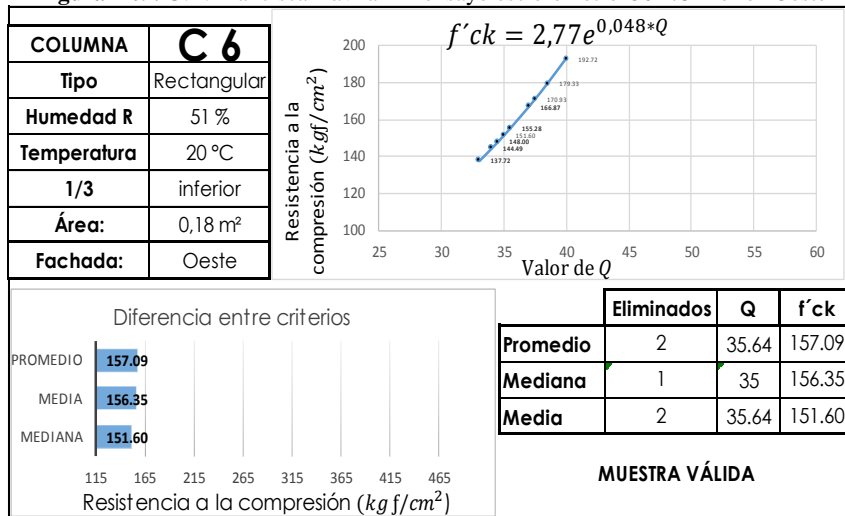 COLUMNA C 6
Tipo Rectangular
Humedad R 51 %
Temperatura 20 °C
1/3 inferior
Área: 0,18 m²
Fachada: Oeste
f´ck = 2,77e^{0,048*Q}
Resistencia a la
compresión (kgf/cm²)
200
180
160
140
120
100
192.72
179.33
170.93
166.87
155.28
151.60
148.00
144.49
137.72
25 30 35 40 45 50 55 60
Valor de Q
Diferencia entre criterios
PROMEDIO 157.09
MEDIA 156.35
MEDIANA 151.60
115 165 215 265 315 365 415 465
Resistencia a la compresión (kg f/cm²)
Eliminados Q f´ck
Promedio 2 35.64 157.09
Mediana 1 35 156.35
Media 2 35.64 151.60
MUESTRA VÁLIDA